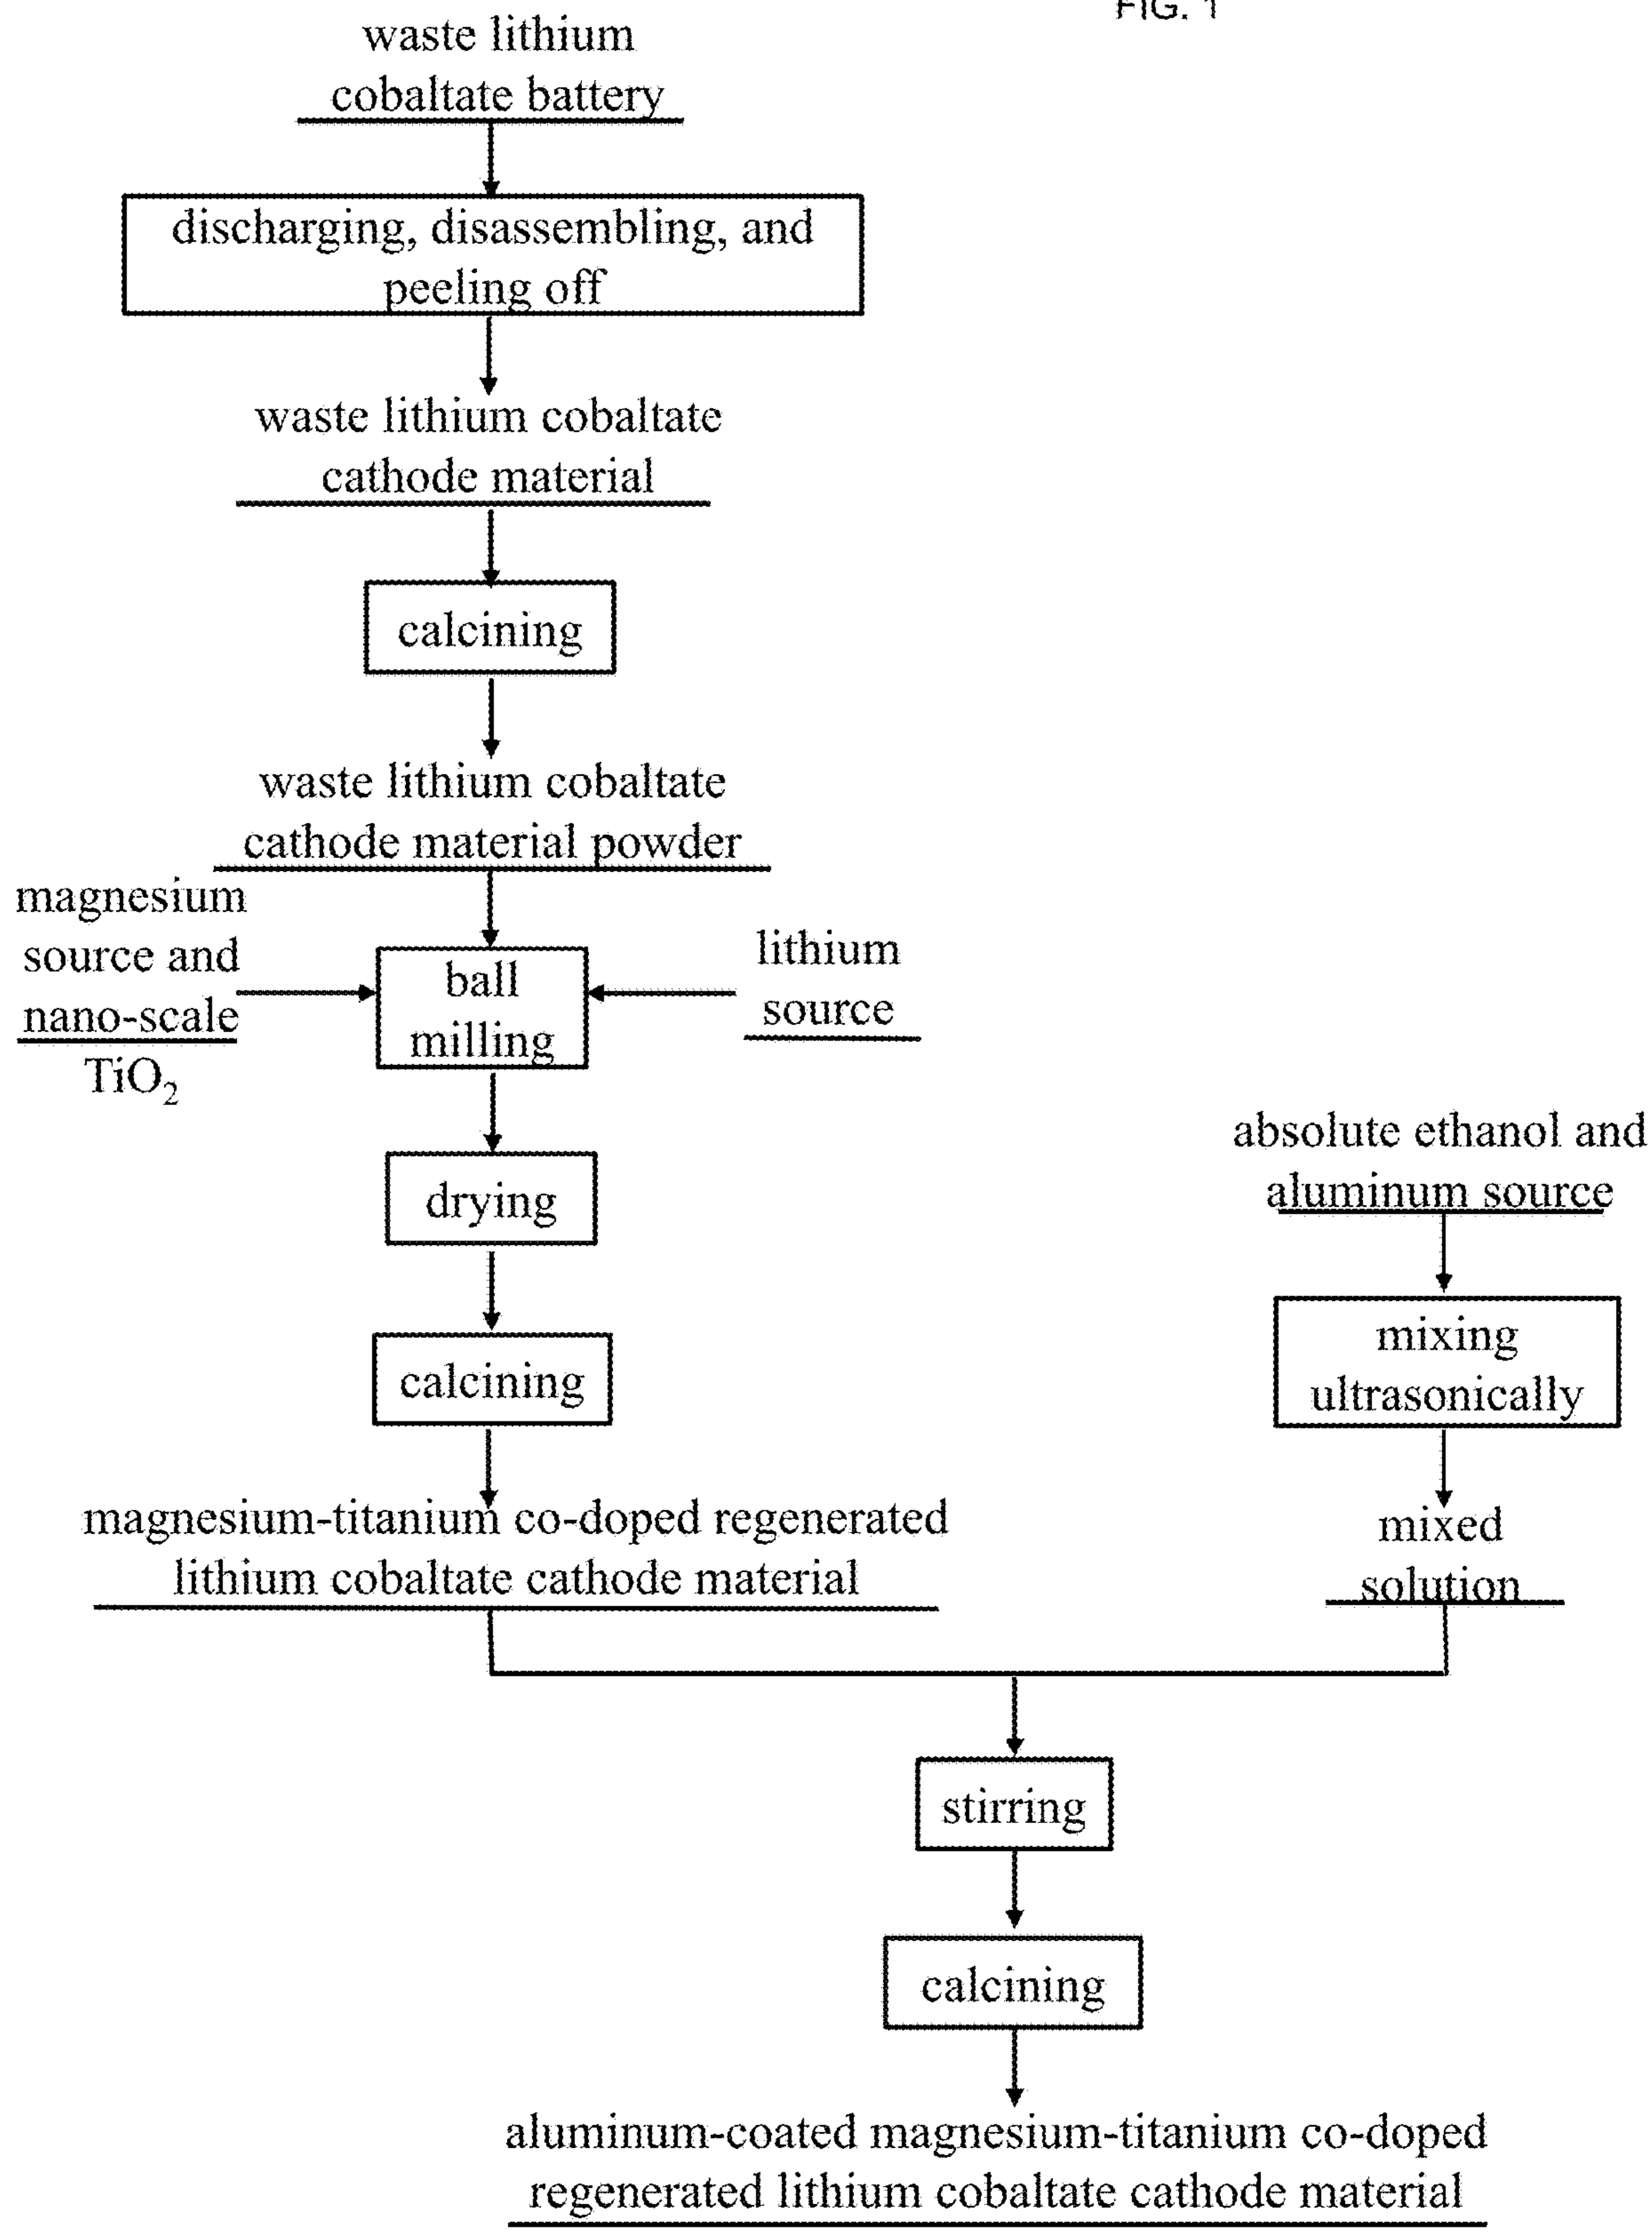 FIG. 1
waste lithium
cobaltate battery
discharging, disassembling, and
peeling off
waste lithium cobaltate
cathode material
calcining
waste lithium cobaltate
cathode material powder
magnesium
source and
nano-scale
TiO₂
ball
milling
lithium
source
drying
calcining
magnesium-titanium co-doped regenerated
lithium cobaltate cathode material
absolute ethanol and
aluminum source
mixing
ultrasonically
mixed
solution
stirring
calcining
aluminum-coated magnesium-titanium co-doped
regenerated lithium cobaltate cathode material